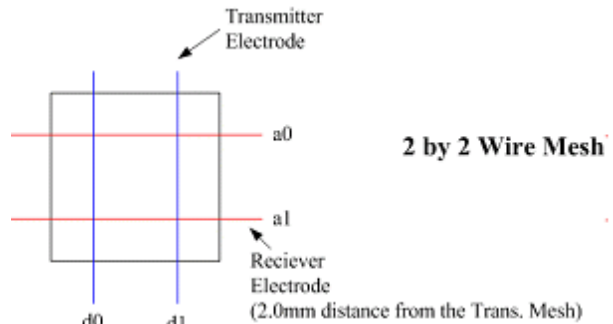 Transmitter
Electrode
a0
2 by 2 Wire Mesh
a1
Reciever
Electrode
(2.0mm distance from the Trans. Mesh)
d0 d1